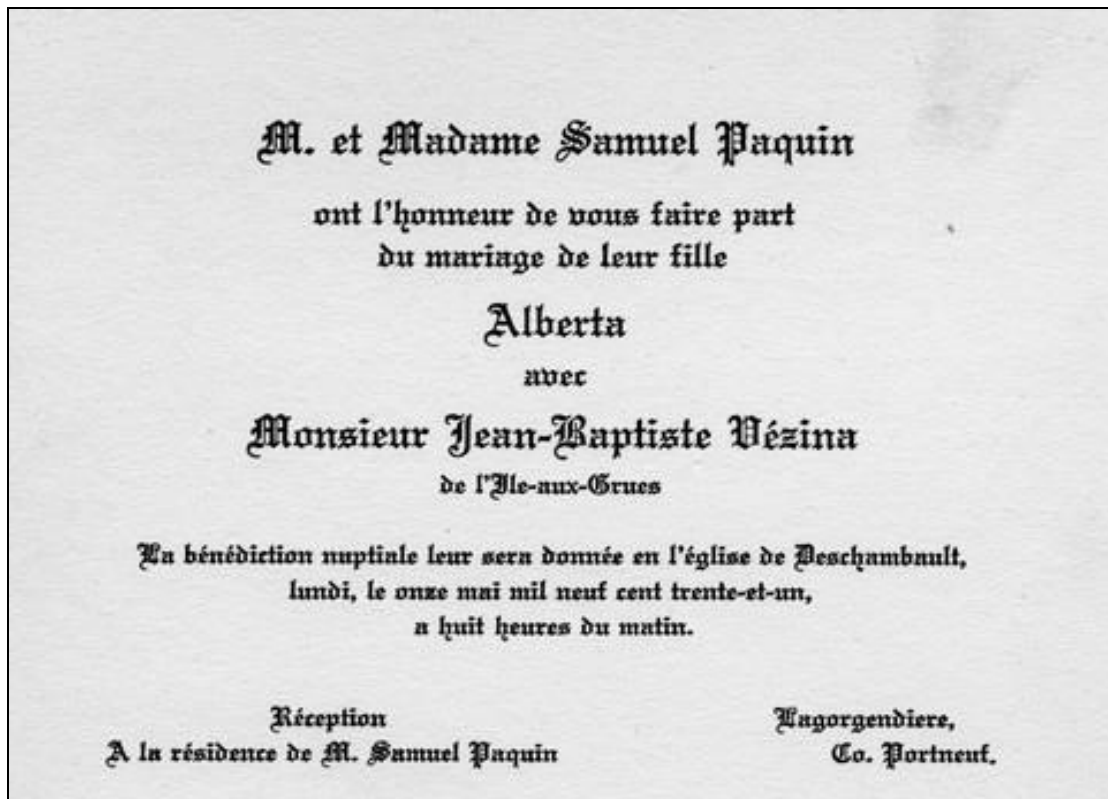 M. et Madame Samuel Paquin
ont l'honneur de vous faire part
du mariage de leur fille
Alberta
avec
Monsieur Jean-Baptiste Vézina
de l'Ile-aux-Grues
La bénédiction nuptiale leur sera donnée en l'église de Deschambault,
lundi, le onze mai mil neuf cent trente-et-un,
a huit heures du matin.
Réception
A la résidence de M. Samuel Paquin
Lagorgendiere,
Co. Portneuf.